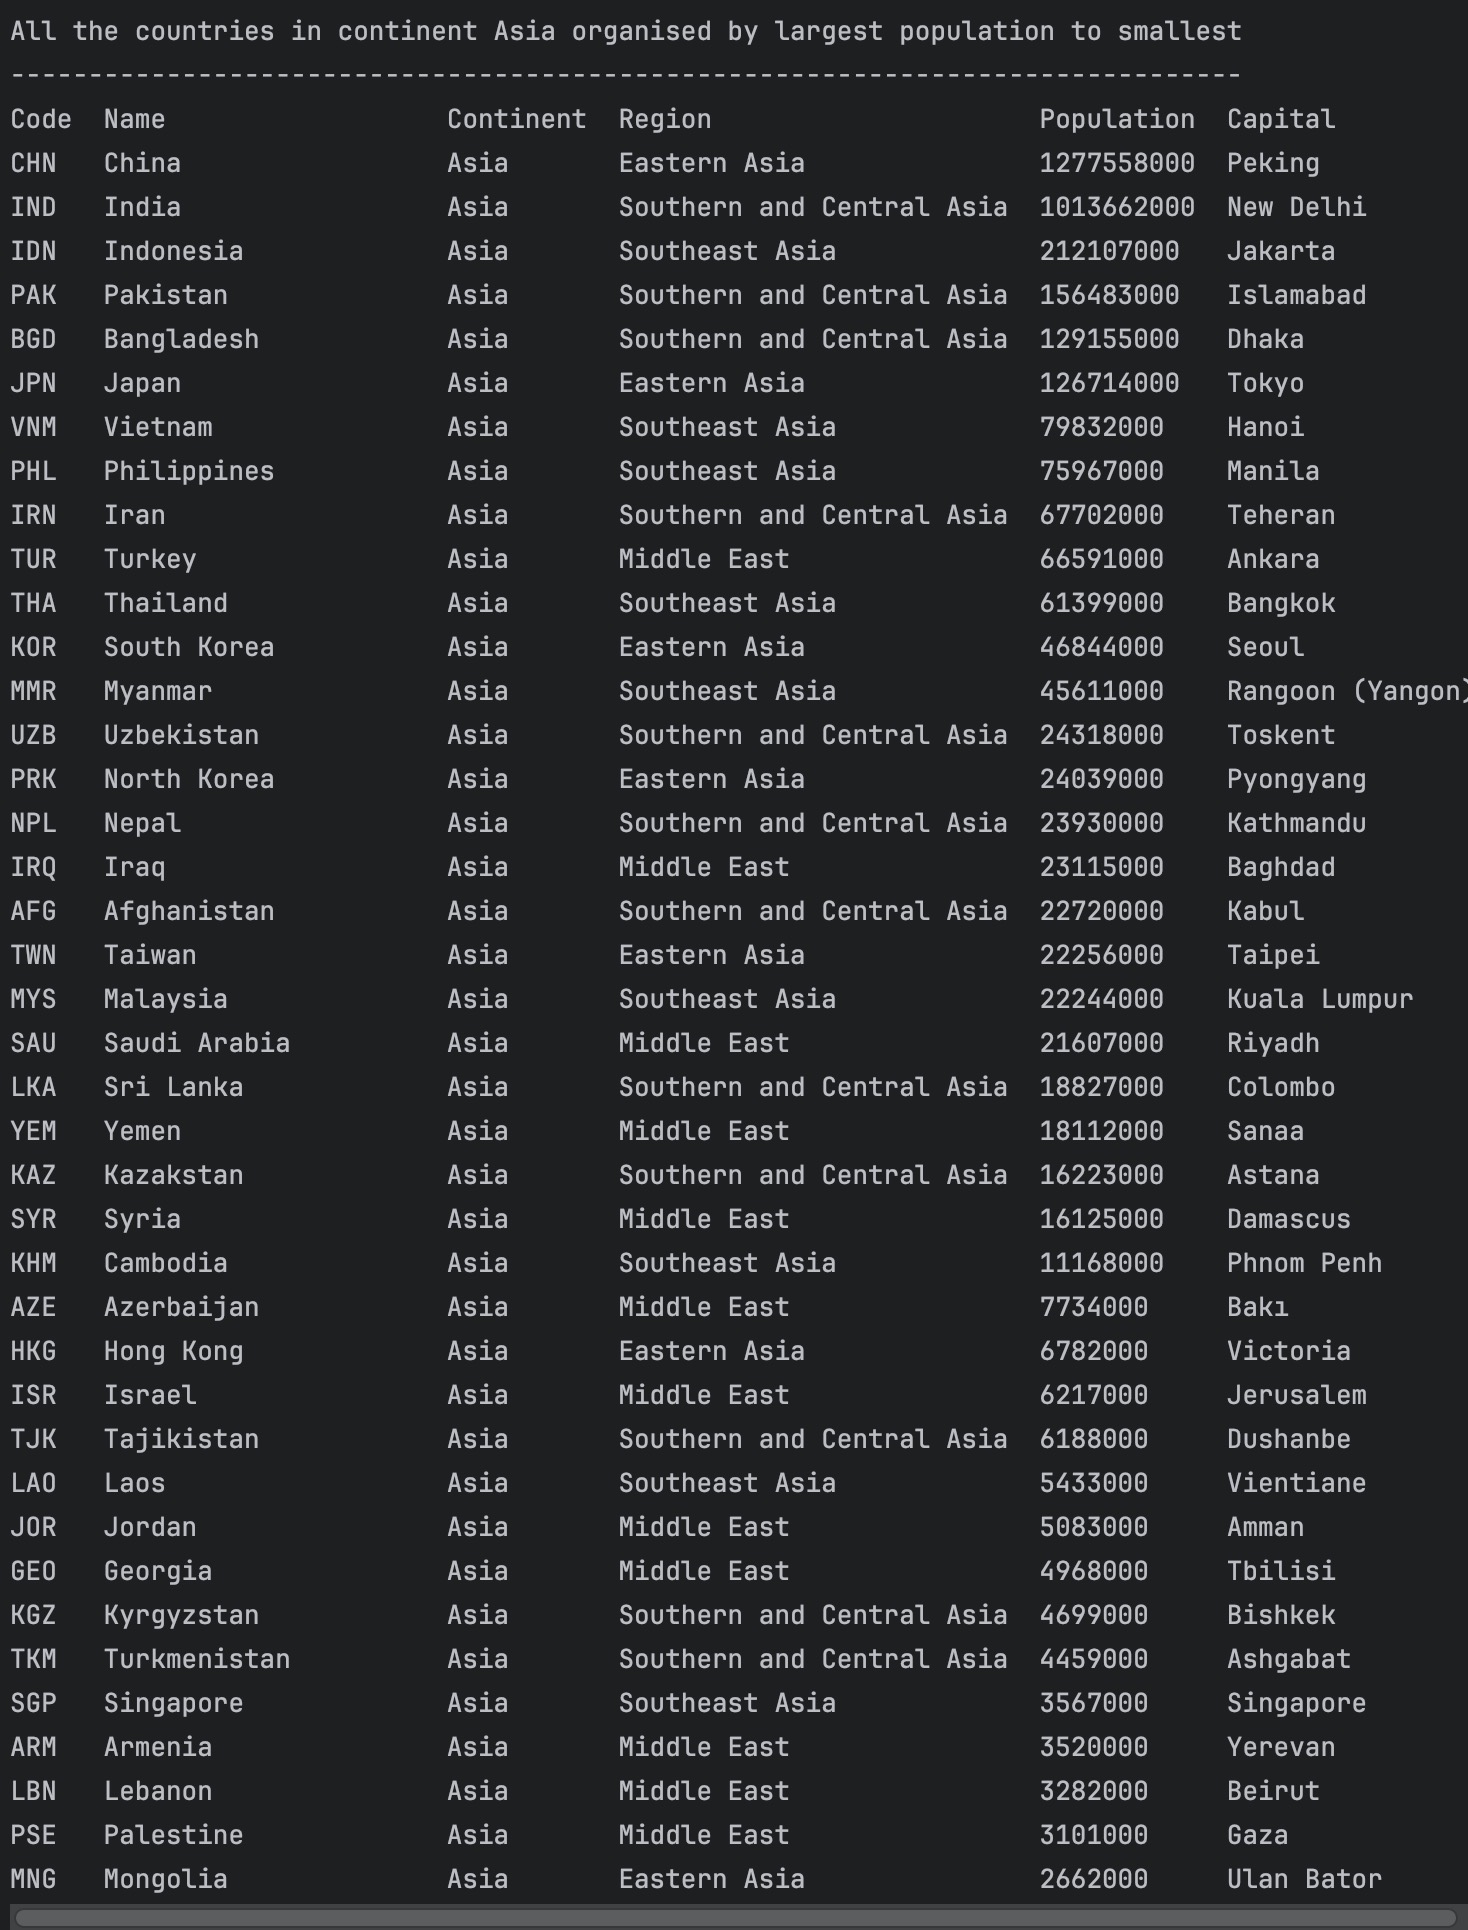 All the countries in continent Asia organised by largest population to smallest
-------------------------------------------------------------------------------
Code  Name                  Continent  Region                     Population  Capital
CHN   China                 Asia       Eastern Asia               1277558000  Peking
IND   India                 Asia       Southern and Central Asia  1013662000  New Delhi
IDN   Indonesia             Asia       Southeast Asia             212107000   Jakarta
PAK   Pakistan              Asia       Southern and Central Asia  156483000   Islamabad
BGD   Bangladesh            Asia       Southern and Central Asia  129155000   Dhaka
JPN   Japan                 Asia       Eastern Asia               126714000   Tokyo
VNM   Vietnam               Asia       Southeast Asia             79832000    Hanoi
PHL   Philippines           Asia       Southeast Asia             75967000    Manila
IRN   Iran                  Asia       Southern and Central Asia  67702000    Teheran
TUR   Turkey                Asia       Middle East                66591000    Ankara
THA   Thailand              Asia       Southeast Asia             61399000    Bangkok
KOR   South Korea           Asia       Eastern Asia               46844000    Seoul
MMR   Myanmar               Asia       Southeast Asia             45611000    Rangoon (Yangon)
UZB   Uzbekistan            Asia       Southern and Central Asia  24318000    Toskent
PRK   North Korea           Asia       Eastern Asia               24039000    Pyongyang
NPL   Nepal                 Asia       Southern and Central Asia  23930000    Kathmandu
IRQ   Iraq                  Asia       Middle East                23115000    Baghdad
AFG   Afghanistan           Asia       Southern and Central Asia  22720000    Kabul
TWN   Taiwan                Asia       Eastern Asia               22256000    Taipei
MYS   Malaysia              Asia       Southeast Asia             22244000    Kuala Lumpur
SAU   Saudi Arabia          Asia       Middle East                21607000    Riyadh
LKA   Sri Lanka             Asia       Southern and Central Asia  18827000    Colombo
YEM   Yemen                 Asia       Middle East                18112000    Sanaa
KAZ   Kazakstan             Asia       Southern and Central Asia  16223000    Astana
SYR   Syria                 Asia       Middle East                16125000    Damascus
KHM   Cambodia              Asia       Southeast Asia             11168000    Phnom Penh
AZE   Azerbaijan            Asia       Middle East                7734000     Bakı
HKG   Hong Kong             Asia       Eastern Asia               6782000     Victoria
ISR   Israel                Asia       Middle East                6217000     Jerusalem
TJK   Tajikistan            Asia       Southern and Central Asia  6188000     Dushanbe
LAO   Laos                  Asia       Southeast Asia             5433000     Vientiane
JOR   Jordan                Asia       Middle East                5083000     Amman
GEO   Georgia               Asia       Middle East                4968000     Tbilisi
KGZ   Kyrgyzstan            Asia       Southern and Central Asia  4699000     Bishkek
TKM   Turkmenistan          Asia       Southern and Central Asia  4459000     Ashgabat
SGP   Singapore             Asia       Southeast Asia             3567000     Singapore
ARM   Armenia               Asia       Middle East                3520000     Yerevan
LBN   Lebanon               Asia       Middle East                3282000     Beirut
PSE   Palestine             Asia       Middle East                3101000     Gaza
MNG   Mongolia              Asia       Eastern Asia               2662000     Ulan Bator